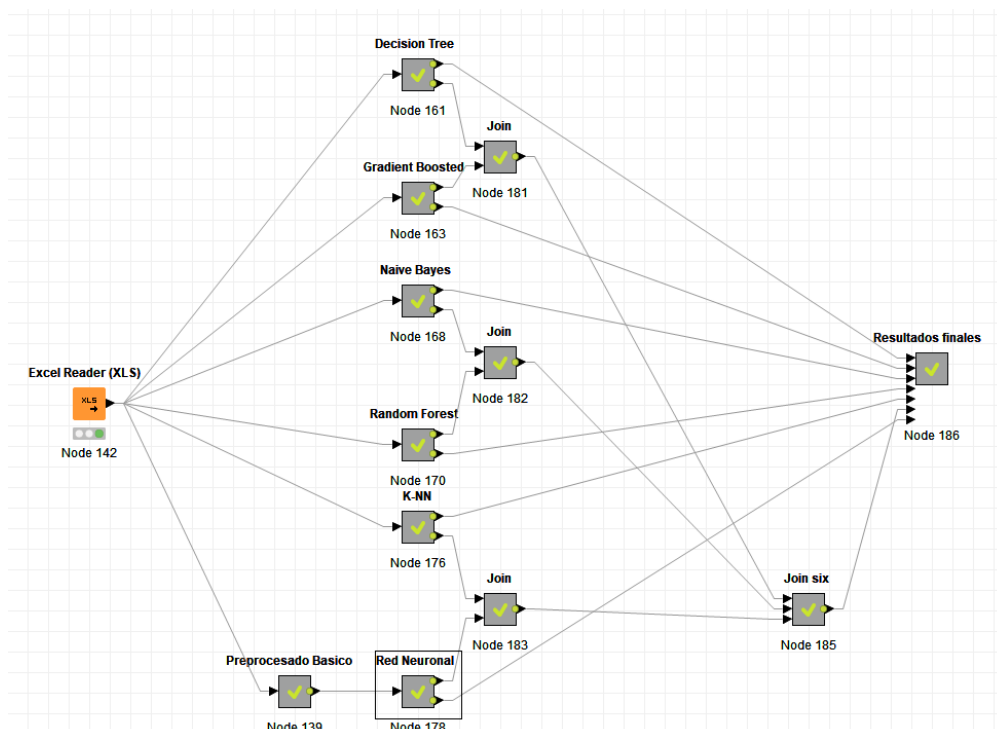 Decision Tree
Node 161
Join
Node 181
Gradient Boosted
Node 163
Naive Bayes
Node 168
Join
Node 182
Resultados finales
Node 186
Excel Reader (XLS)
XLS
Node 142
Random Forest
Node 170
K-NN
Node 176
Join
Node 183
Join six
Node 185
Preprocesado Basico
Node 139
Red Neuronal
Node 178